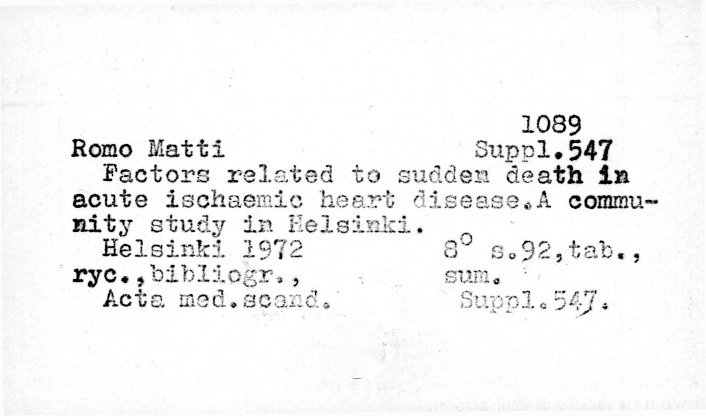 1089
Romo Matti Suppl.547
Factors related to sudden death in
acute ischaemic heart disease.A commu-
nity study in Helsinki.
Helsinki 1972 8° s.92,tab.,
ryc.,bibliogr., sum.
Acta med.scand. Suppl.547.